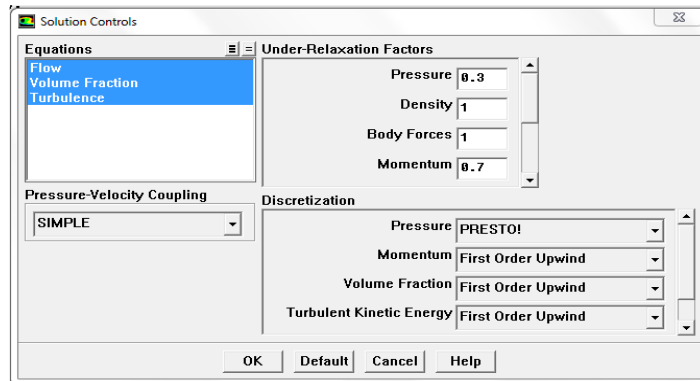 Solution Controls
Equations
Flow
Volume Fraction
Turbulence
Pressure-Velocity Coupling
SIMPLE
Under-Relaxation Factors
Pressure 0.3
Density 1
Body Forces 1
Momentum 0.7
Discretization
Pressure PRESTO!
Momentum First Order Upwind
Volume Fraction First Order Upwind
Turbulent Kinetic Energy First Order Upwind
OK Default Cancel Help